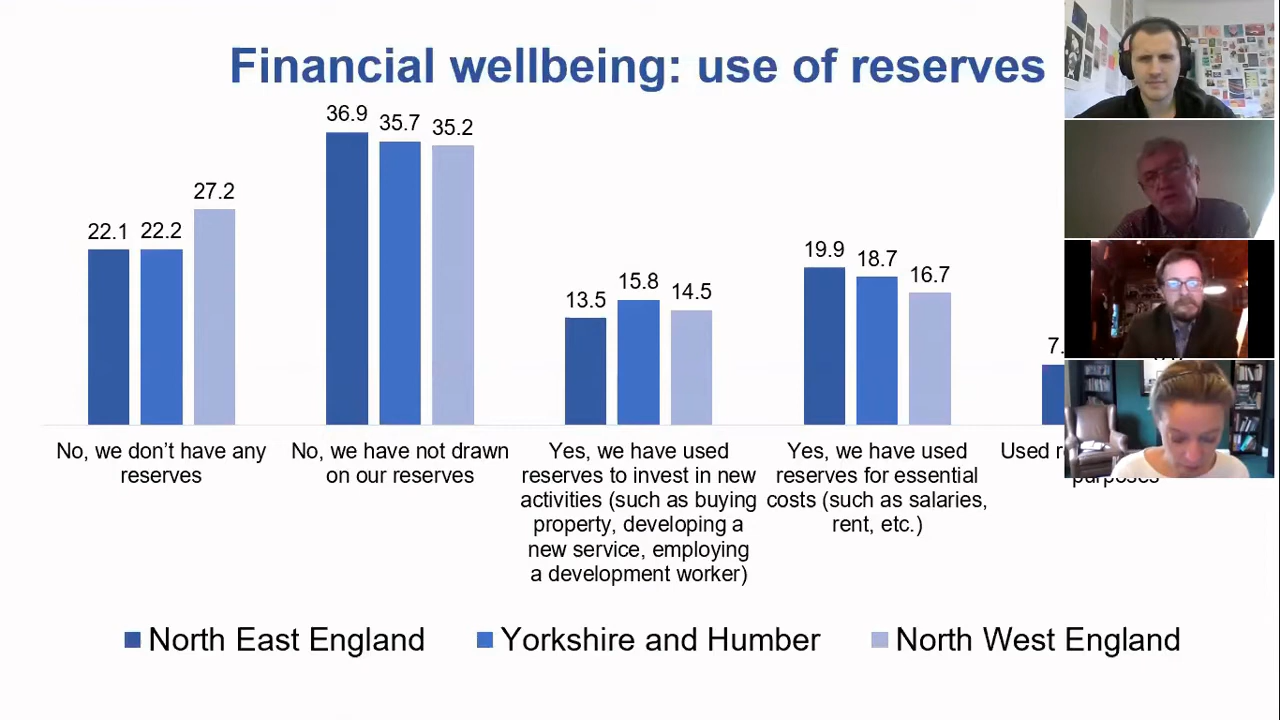 Financial wellbeing: use of reserves
36.9
35.7
35.2
27.2
22.1
22.2
13.5
15.8
14.5
19.9
18.7
16.7
7.
No, we don’t have any
reserves
No, we have not drawn
on our reserves
Yes, we have used
reserves to invest in new
activities (such as buying
property, developing a
new service, employing
a development worker)
Yes, we have used
reserves for essential
costs (such as salaries,
rent, etc.)
Used
purposes
North East England
Yorkshire and Humber
North West England